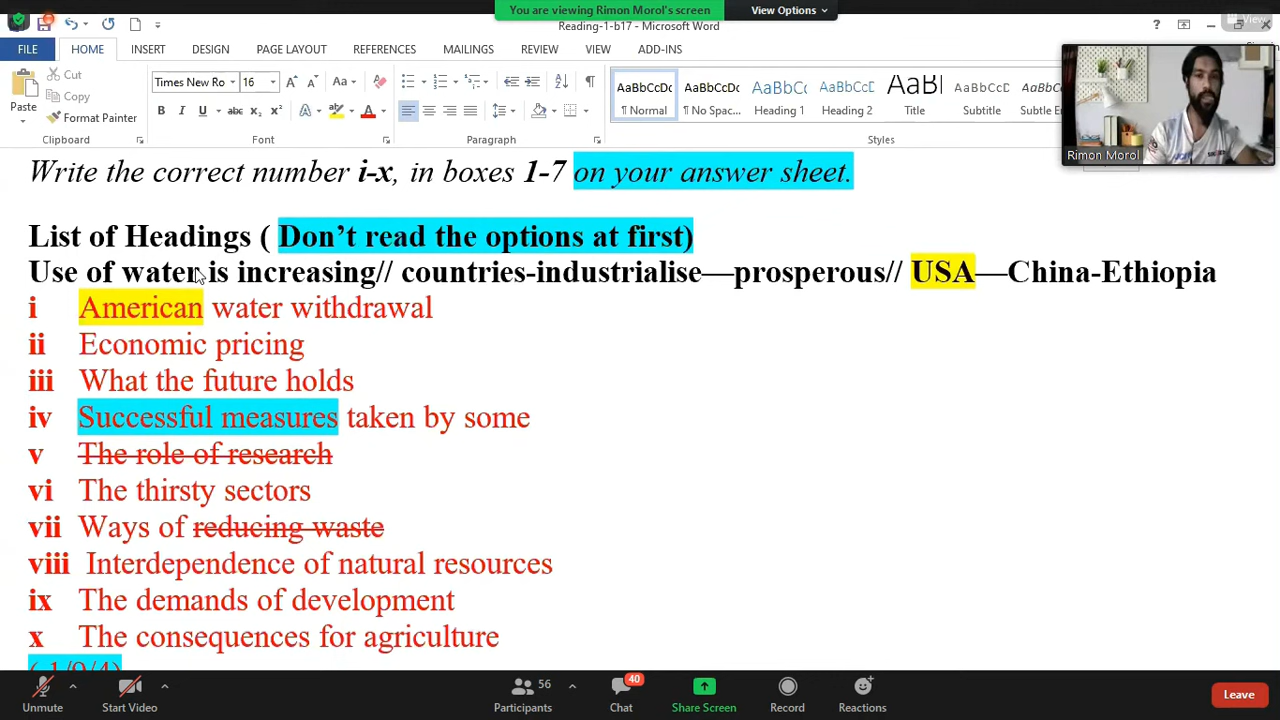 You are viewing Rimon Morol's screen
View Options
Reading-1-b17 - Microsoft Word
View
FILE HOME INSERT DESIGN PAGE LAYOUT REFERENCES MAILINGS REVIEW VIEW ADD-INS
Paste
Cut
Copy
Format Painter
Clipboard
Times New Ro 16
Font
Paragraph
AaBbCcDc AaBbCcDc AaBbCc AaBbCc AaBl AaBbCcD AaBbCc
¶ Normal ¶ No Spac... Heading 1 Heading 2 Title Subtitle Subtle En
Styles
Rimon Morol
Write the correct number i-x, in boxes 1-7 on your answer sheet.
List of Headings ( Don’t read the options at first)
Use of water is increasing// countries-industrialise—prosperous// USA—China-Ethiopia
i American water withdrawal
ii Economic pricing
iii What the future holds
iv Successful measures taken by some
v The role of research
vi The thirsty sectors
vii Ways of reducing waste
viii Interdependence of natural resources
ix The demands of development
x The consequences for agriculture
Unmute
Start Video
56
Participants
40
Chat
Share Screen
Record
Reactions
Leave